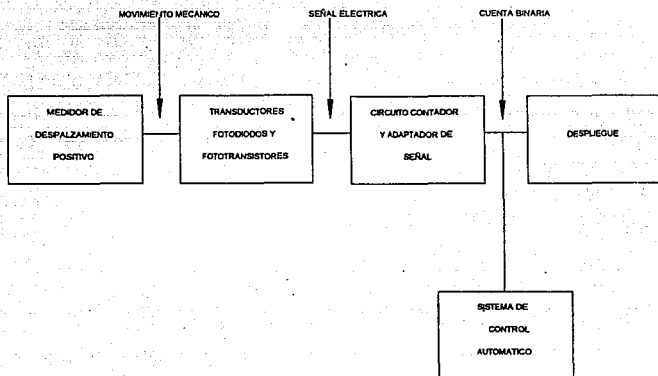 MOVIMIENTO MECANICO
SEÑAL ELECTRICA
CUENTA BINARIA
MEDIDOR DE
DESPALZAMIENTO
POSITIVO
TRANSDUCTORES
FOTODIODOS Y
FOTOTRANSISTORES
CIRCUITO CONTADOR
Y ADAPTADOR DE
SEÑAL
DESPLIEGUE
SISTEMA DE
CONTROL
AUTOMATICO